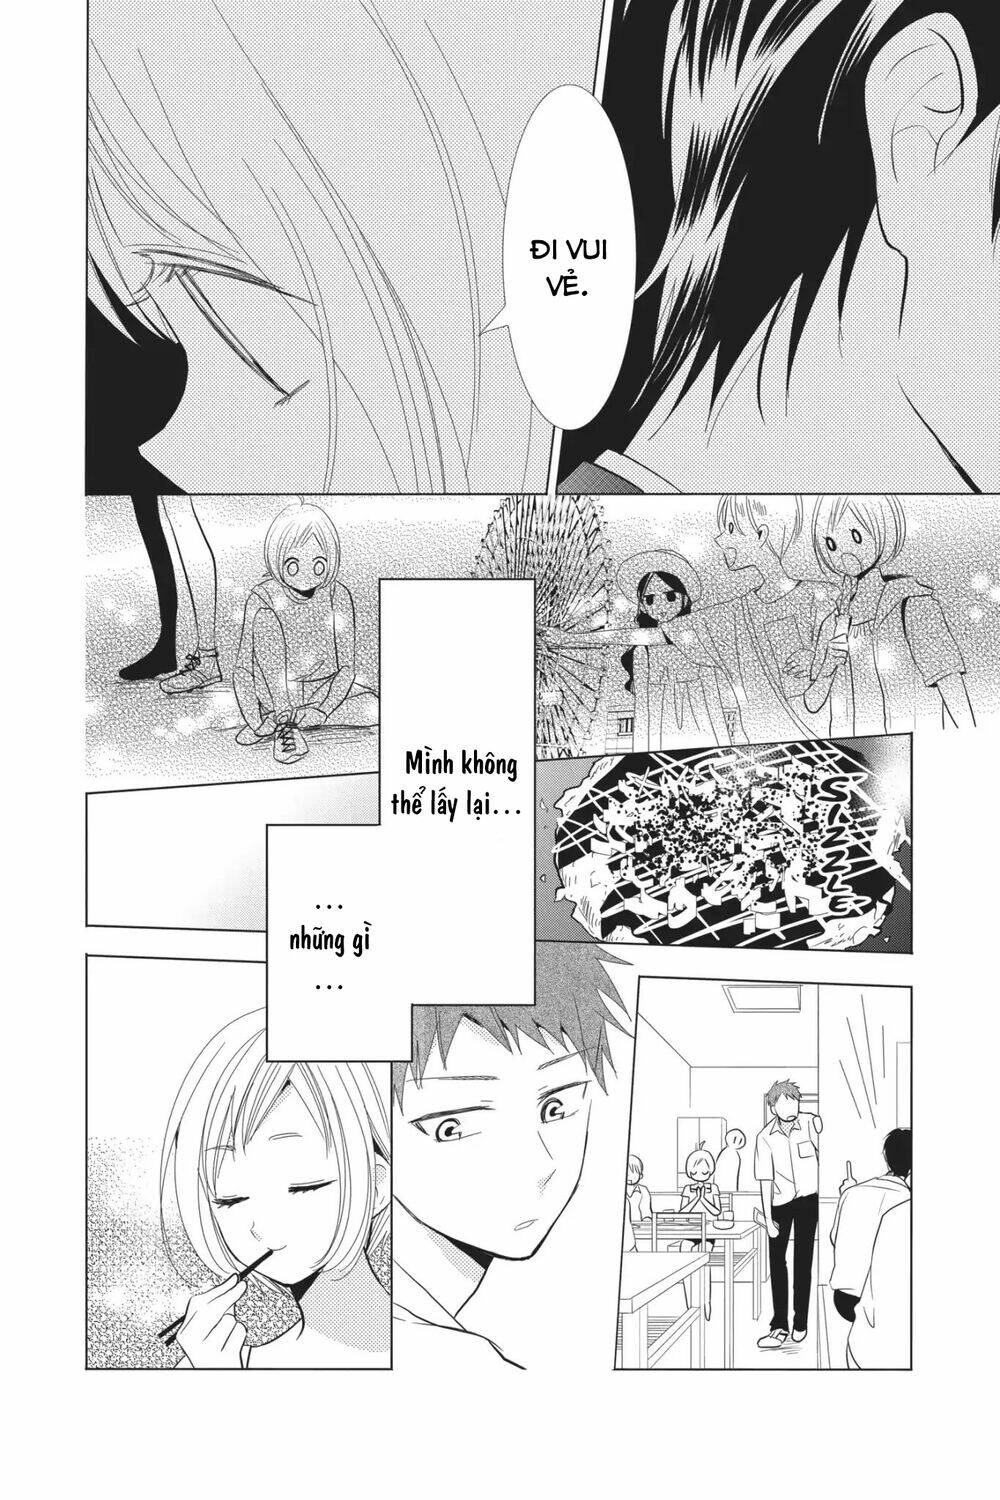 ĐI VUI
VẺ.
Mình không
thể lấy lại...
SIZZLE
...
những gì
...